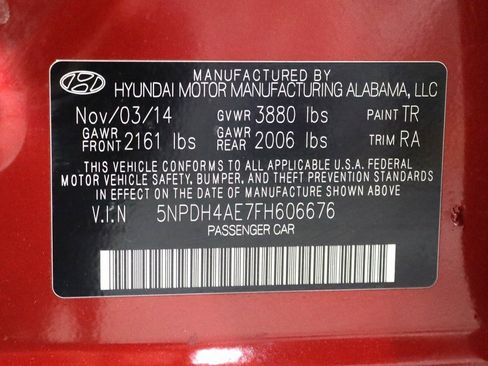 MANUFACTURED BY
HYUNDAI MOTOR MANUFACTURING ALABAMA, LLC
Nov/03/14 GVWR 3880 lbs PAINT TR
GAWR FRONT 2161 lbs GAWR REAR 2006 lbs TRIM RA
THIS VEHICLE CONFORMS TO ALL APPLICABLE U.S.A. FEDERAL
MOTOR VEHICLE SAFETY, BUMPER, AND THEFT PREVENTION STANDARDS
IN EFFECT ON THE DATE OF MANUFACTURE SHOWN ABOVE.
V.I.N 5NPDH4AE7FH606676
PASSENGER CAR